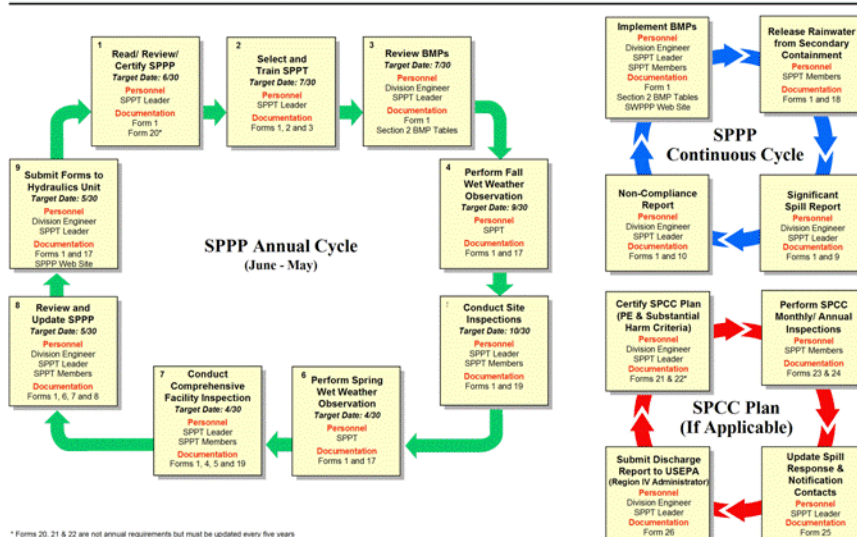 1
Read/ Review/
Certify SPPP
Target Date: 6/30
Personnel
SPPT Leader
Documentation
Form 1
Form 20*
2
Select and
Train SPPT
Target Date: 7/30
Personnel
SPPT Leader
Documentation
Forms 1, 2 and 3
3
Review BMPs
Target Date: 7/30
Personnel
Division Engineer
SPPT Leader
Documentation
Form 1
Section 2 BMP Tables
4
Perform Fall
Wet Weather
Observation
Target Date: 9/30
Personnel
SPPT
Documentation
Forms 1 and 17
Conduct Site
Inspections
Target Date: 10/30
Personnel
SPPT Leader
SPPT Members
Documentation
Forms 1 and 19
6
Perform Spring
Wet Weather
Observation
Target Date: 4/30
Personnel
SPPT
Documentation
Forms 1 and 17
7
Conduct
Comprehensive
Facility Inspection
Target Date: 4/30
Personnel
SPPT Leader
SPPT Members
Documentation
Forms 1, 4, 5 and 19
8
Review and
Update SPPP
Target Date: 5/30
Personnel
Division Engineer
SPPT Leader
SPPT Members
Documentation
Forms 1, 6, 7 and 8
9
Submit Forms to
Hydraulics Unit
Target Date: 5/30
Personnel
Division Engineer
SPPT Leader
Documentation
Forms 1 and 17
SPPP Web Site
SPPP Annual Cycle
(June - May)
Implement BMPs
Personnel
Division Engineer
SPPT Leader
SPPT Members
Documentation
Form 1
Section 2 BMP Tables
SWPPP Web Site
Release Rainwater
from Secondary
Containment
Personnel
SPPT Members
Documentation
Forms 1 and 18
SPPP
Continuous Cycle
Non-Compliance
Report
Personnel
Division Engineer
SPPT Leader
Documentation
Forms 1 and 10
Significant
Spill Report
Personnel
Division Engineer
SPPT Leader
Documentation
Forms 1 and 9
Certify SPCC Plan
(PE & Substantial
Harm Criteria)
Personnel
Division Engineer
SPPT Leader
Documentation
Forms 21 & 22*
Perform SPCC
Monthly/ Annual
Inspections
Personnel
SPPT Members
Documentation
Forms 23 & 24
SPCC Plan
(If Applicable)
Submit Discharge
Report to USEPA
(Region IV Administrator)
Personnel
Division Engineer
SPPT Leader
Documentation
Form 26
Update Spill
Response &
Notification
Contacts
Personnel
SPPT Leader
Documentation
Form 25
* Forms 20, 21 & 22 are not annual requirements but must be updated every five years